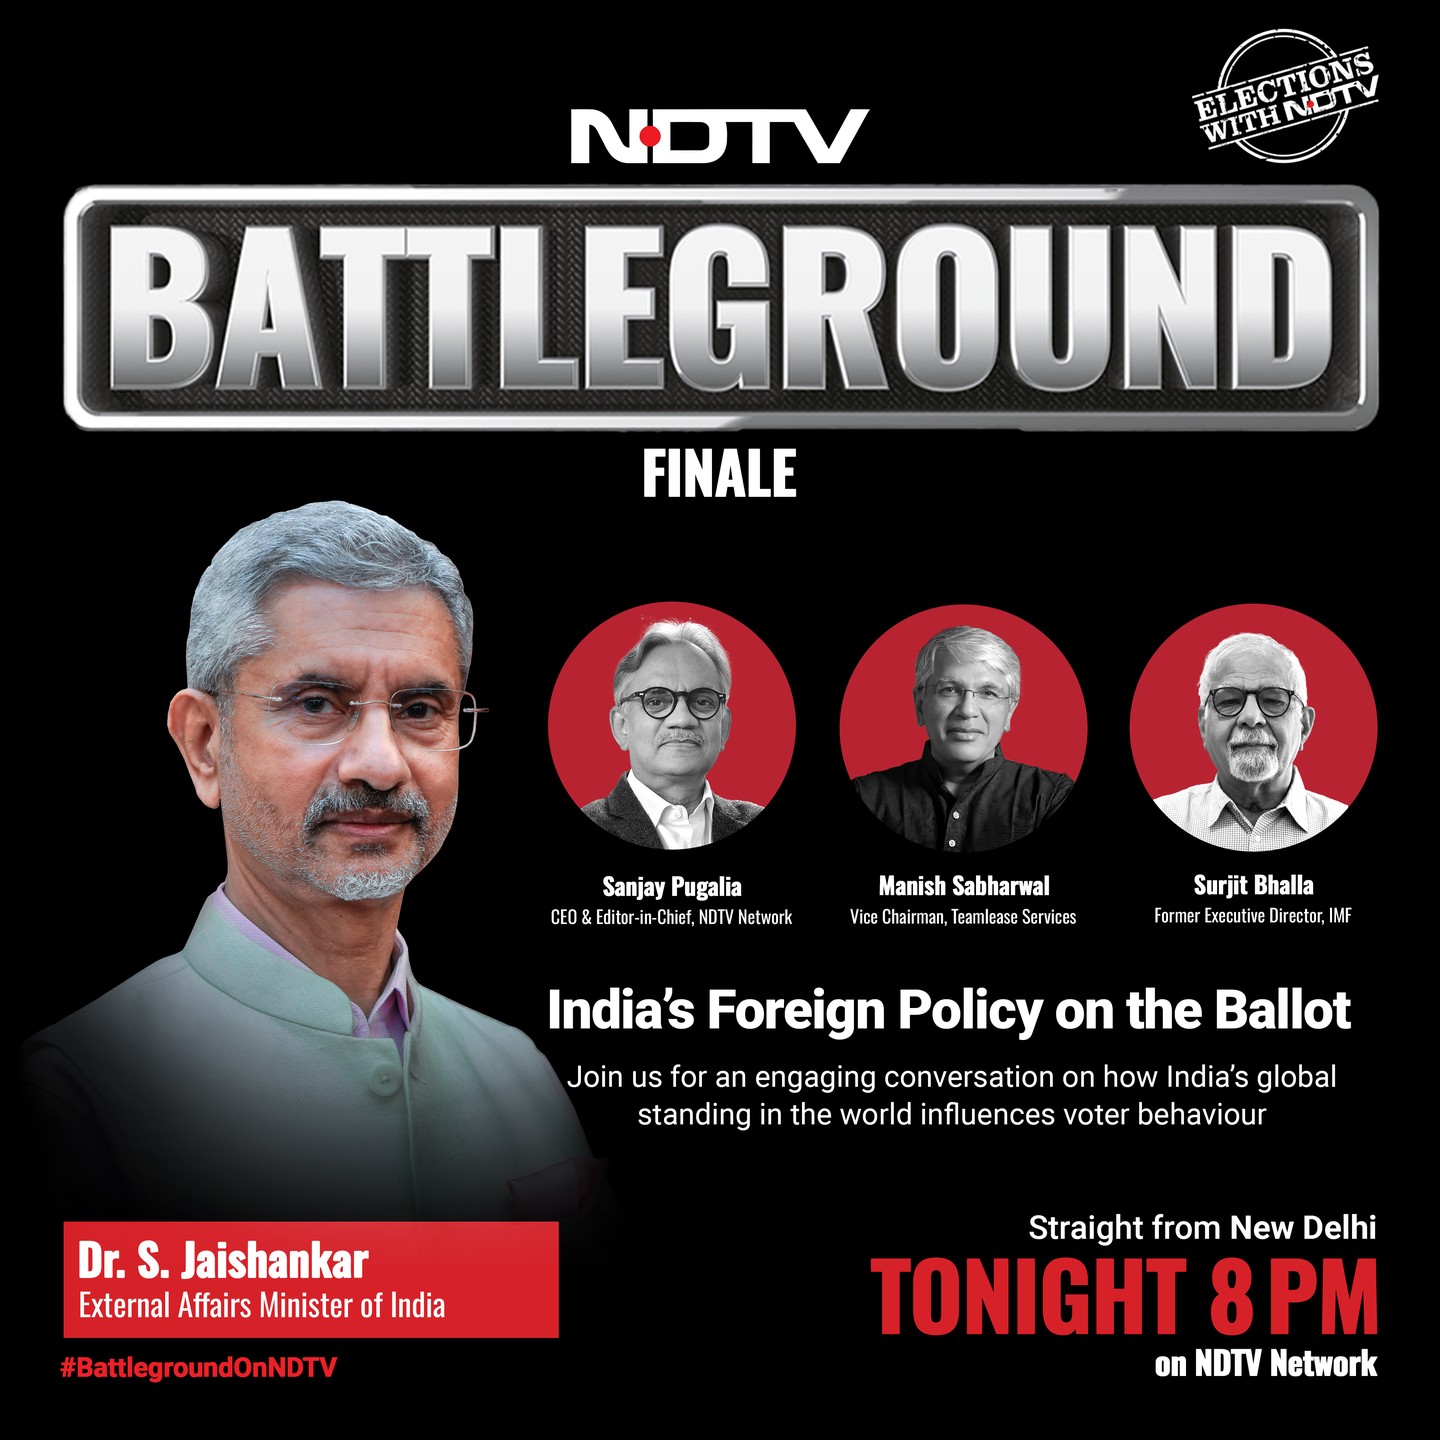 ELECTIONS
WITH NDTV
NDTV
BATTLEGROUND
FINALE
Sanjay Pugalia
CEO & Editor-in-Chief, NDTV Network
Manish Sabharwal
Vice Chairman, Teamlease Services
Surjit Bhalla
Former Executive Director, IMF
India's Foreign Policy on the Ballot
Join us for an engaging conversation on how India's global
standing in the world influences voter behaviour
Dr. S. Jaishankar
External Affairs Minister of India
#BattlegroundOnNDTV
Straight from New Delhi
TONIGHT 8 PM
on NDTV Network